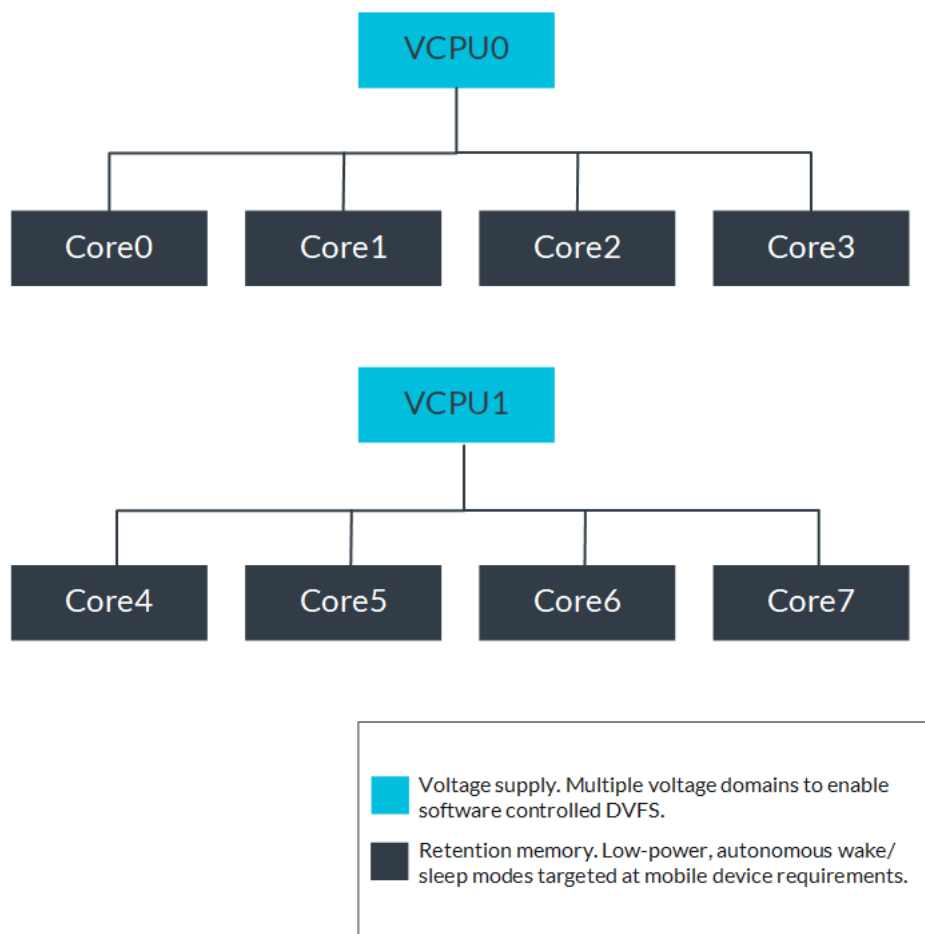 VCPU0
Core0
Core1
Core2
Core3
VCPU1
Core4
Core5
Core6
Core7
Voltage supply. Multiple voltage domains to enable
software controlled DVFS.
Retention memory. Low-power, autonomous wake/
sleep modes targeted at mobile device requirements.